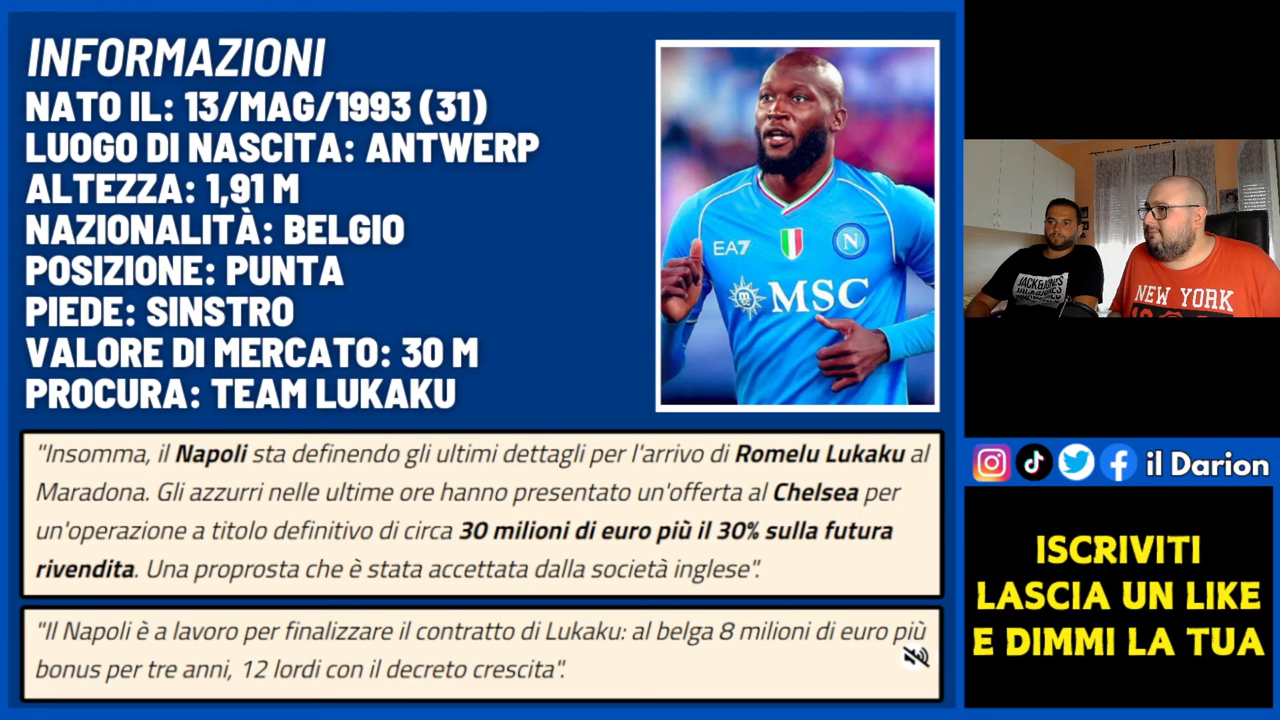 INFORMAZIONI
NATO IL: 13/MAG/1993 (31)
LUOGO DI NASCITA: ANTWERP
ALTEZZA: 1,91 M
NAZIONALITÀ: BELGIO
POSIZIONE: PUNTA
PIEDE: SINSTRO
VALORE DI MERCATO: 30 M
PROCURA: TEAM LUKAKU
EA7
N
MSC
"Insomma, il Napoli sta definendo gli ultimi dettagli per l'arrivo di Romelu Lukaku al
Maradona. Gli azzurri nelle ultime ore hanno presentato un'offerta al Chelsea per
un'operazione a titolo definitivo di circa 30 milioni di euro più il 30% sulla futura
rivendita. Una proprosta che è stata accettata dalla società inglese".
"Il Napoli è a lavoro per finalizzare il contratto di Lukaku: al belga 8 milioni di euro più
bonus per tre anni, 12 lordi con il decreto crescita".
JACK&JONES
NEW YORK
il Darion
ISCRIVITI
LASCIA UN LIKE
E DIMMI LA TUA